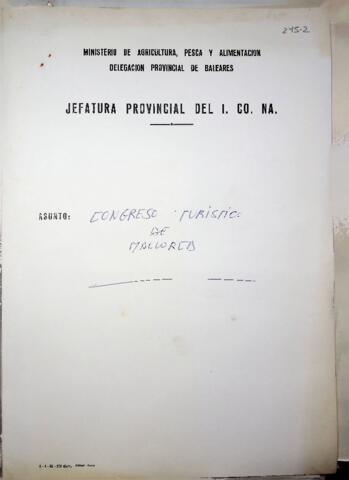 245-2
MINISTERIO DE AGRICULTURA, PESCA Y ALIMENTACION
DELEGACION PROVINCIAL DE BALEARES
JEFATURA PROVINCIAL DEL I. CO. NA.
ASUNTO: CONGRESO TURISTICO
DE
MALLORCA